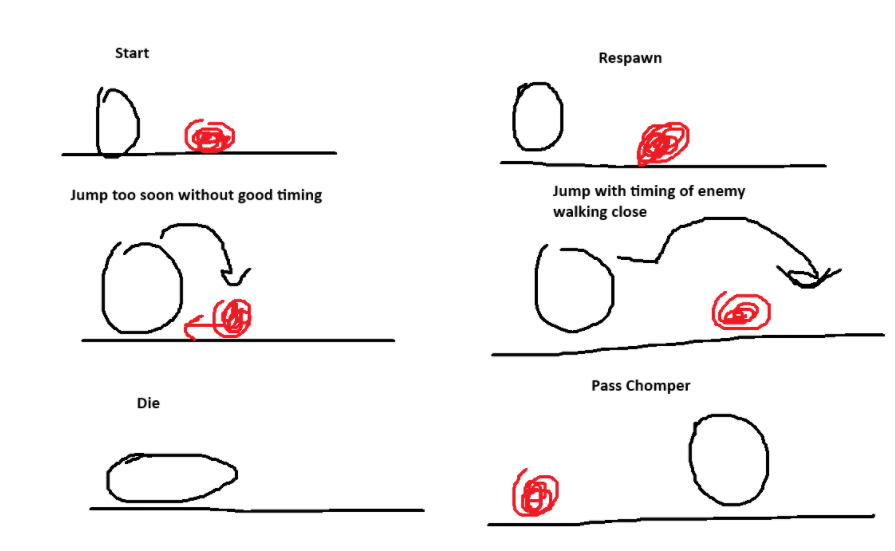 Start
Jump too soon without good timing
Die
Respawn
Jump with timing of enemy
walking close
Pass Chomper